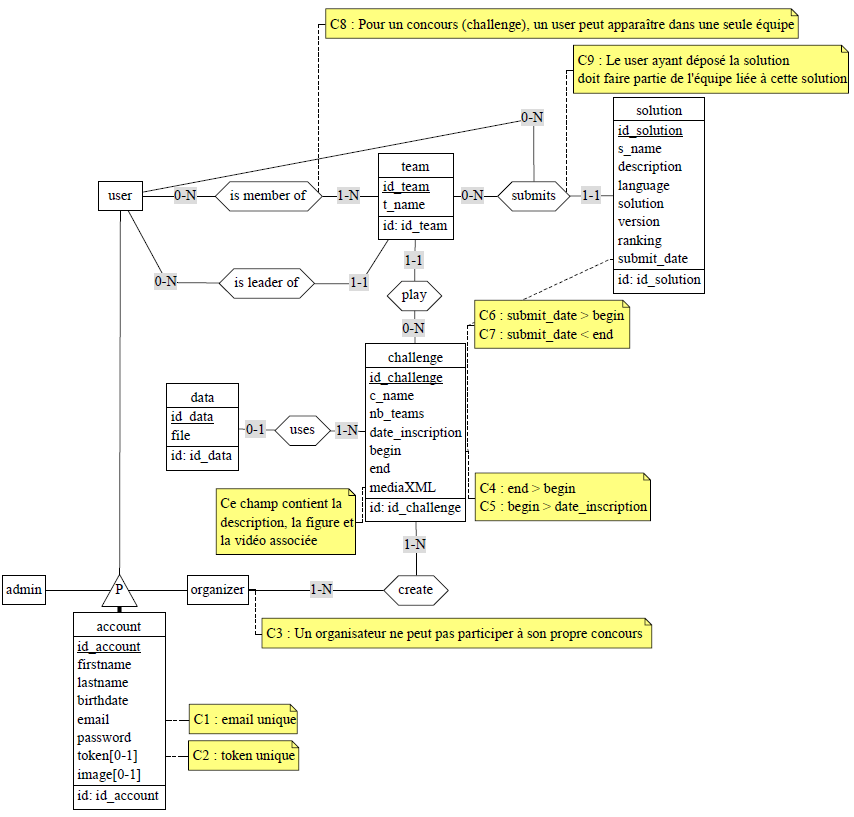 C8 : Pour un concours (challenge), un user peut apparaître dans une seule équipe
C9 : Le user ayant déposé la solution
doit faire partie de l'équipe liée à cette solution
0-N
solution
id_solution
s_name
description
language
solution
version
ranking
submit_date
id: id_solution
team
id_team
t_name
id: id_team
user
0-N
is member of
1-N
0-N
submits
1-1
0-N
is leader of
1-1
1-1
play
0-N
C6 : submit_date > begin
C7 : submit_date < end
challenge
id_challenge
c_name
nb_teams
date_inscription
begin
end
mediaXML
id: id_challenge
data
id_data
file
id: id_data
0-1
uses
1-N
C4 : end > begin
C5 : begin > date_inscription
Ce champ contient la
description, la figure et
la vidéo associée
1-N
admin
P
organizer
1-N
create
C3 : Un organisateur ne peut pas participer à son propre concours
account
id_account
firstname
lastname
birthdate
email
password
token[0-1]
image[0-1]
id: id_account
C1 : email unique
C2 : token unique